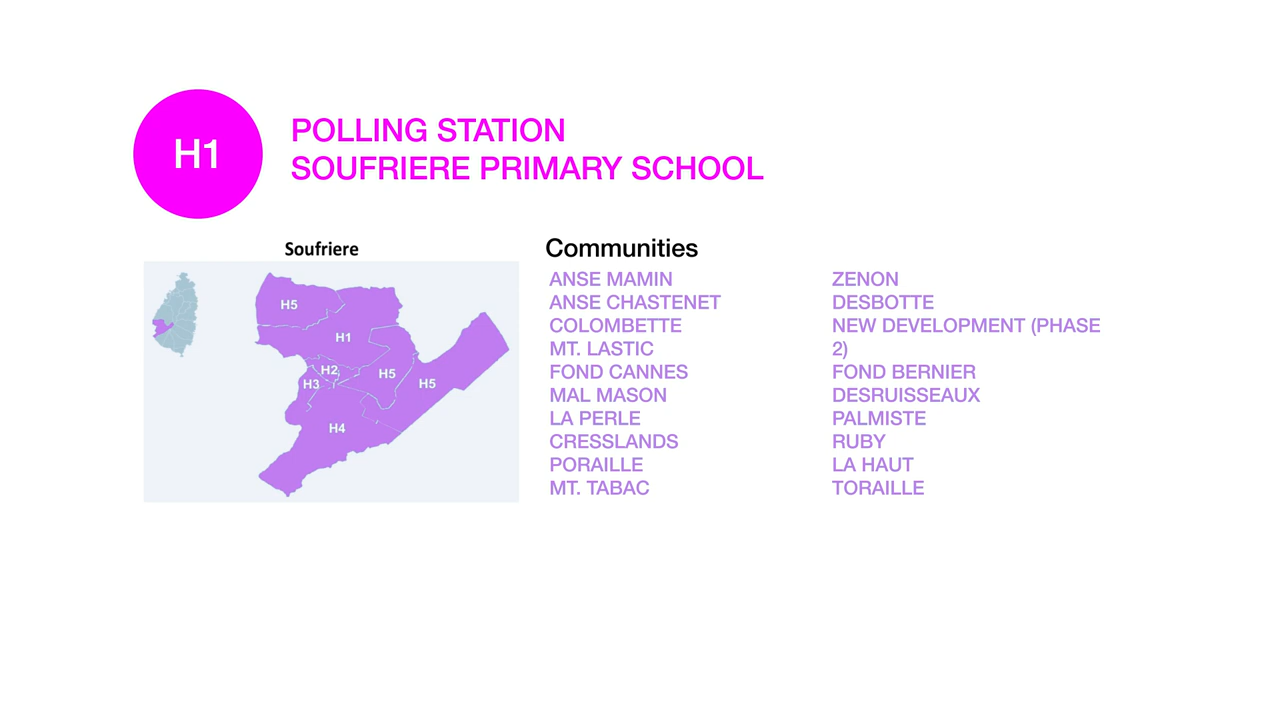 H1
POLLING STATION
SOUFRIERE PRIMARY SCHOOL
Soufriere
H5
H1
H2
H3
H5
H5
H4
Communities
ANSE MAMIN
ANSE CHASTENET
COLOMBETTE
MT. LASTIC
FOND CANNES
MAL MASON
LA PERLE
CRESSLANDS
PORAILLE
MT. TABAC
ZENON
DESBOTTE
NEW DEVELOPMENT (PHASE
2)
FOND BERNIER
DESRUISSEAUX
PALMISTE
RUBY
LA HAUT
TORAILLE